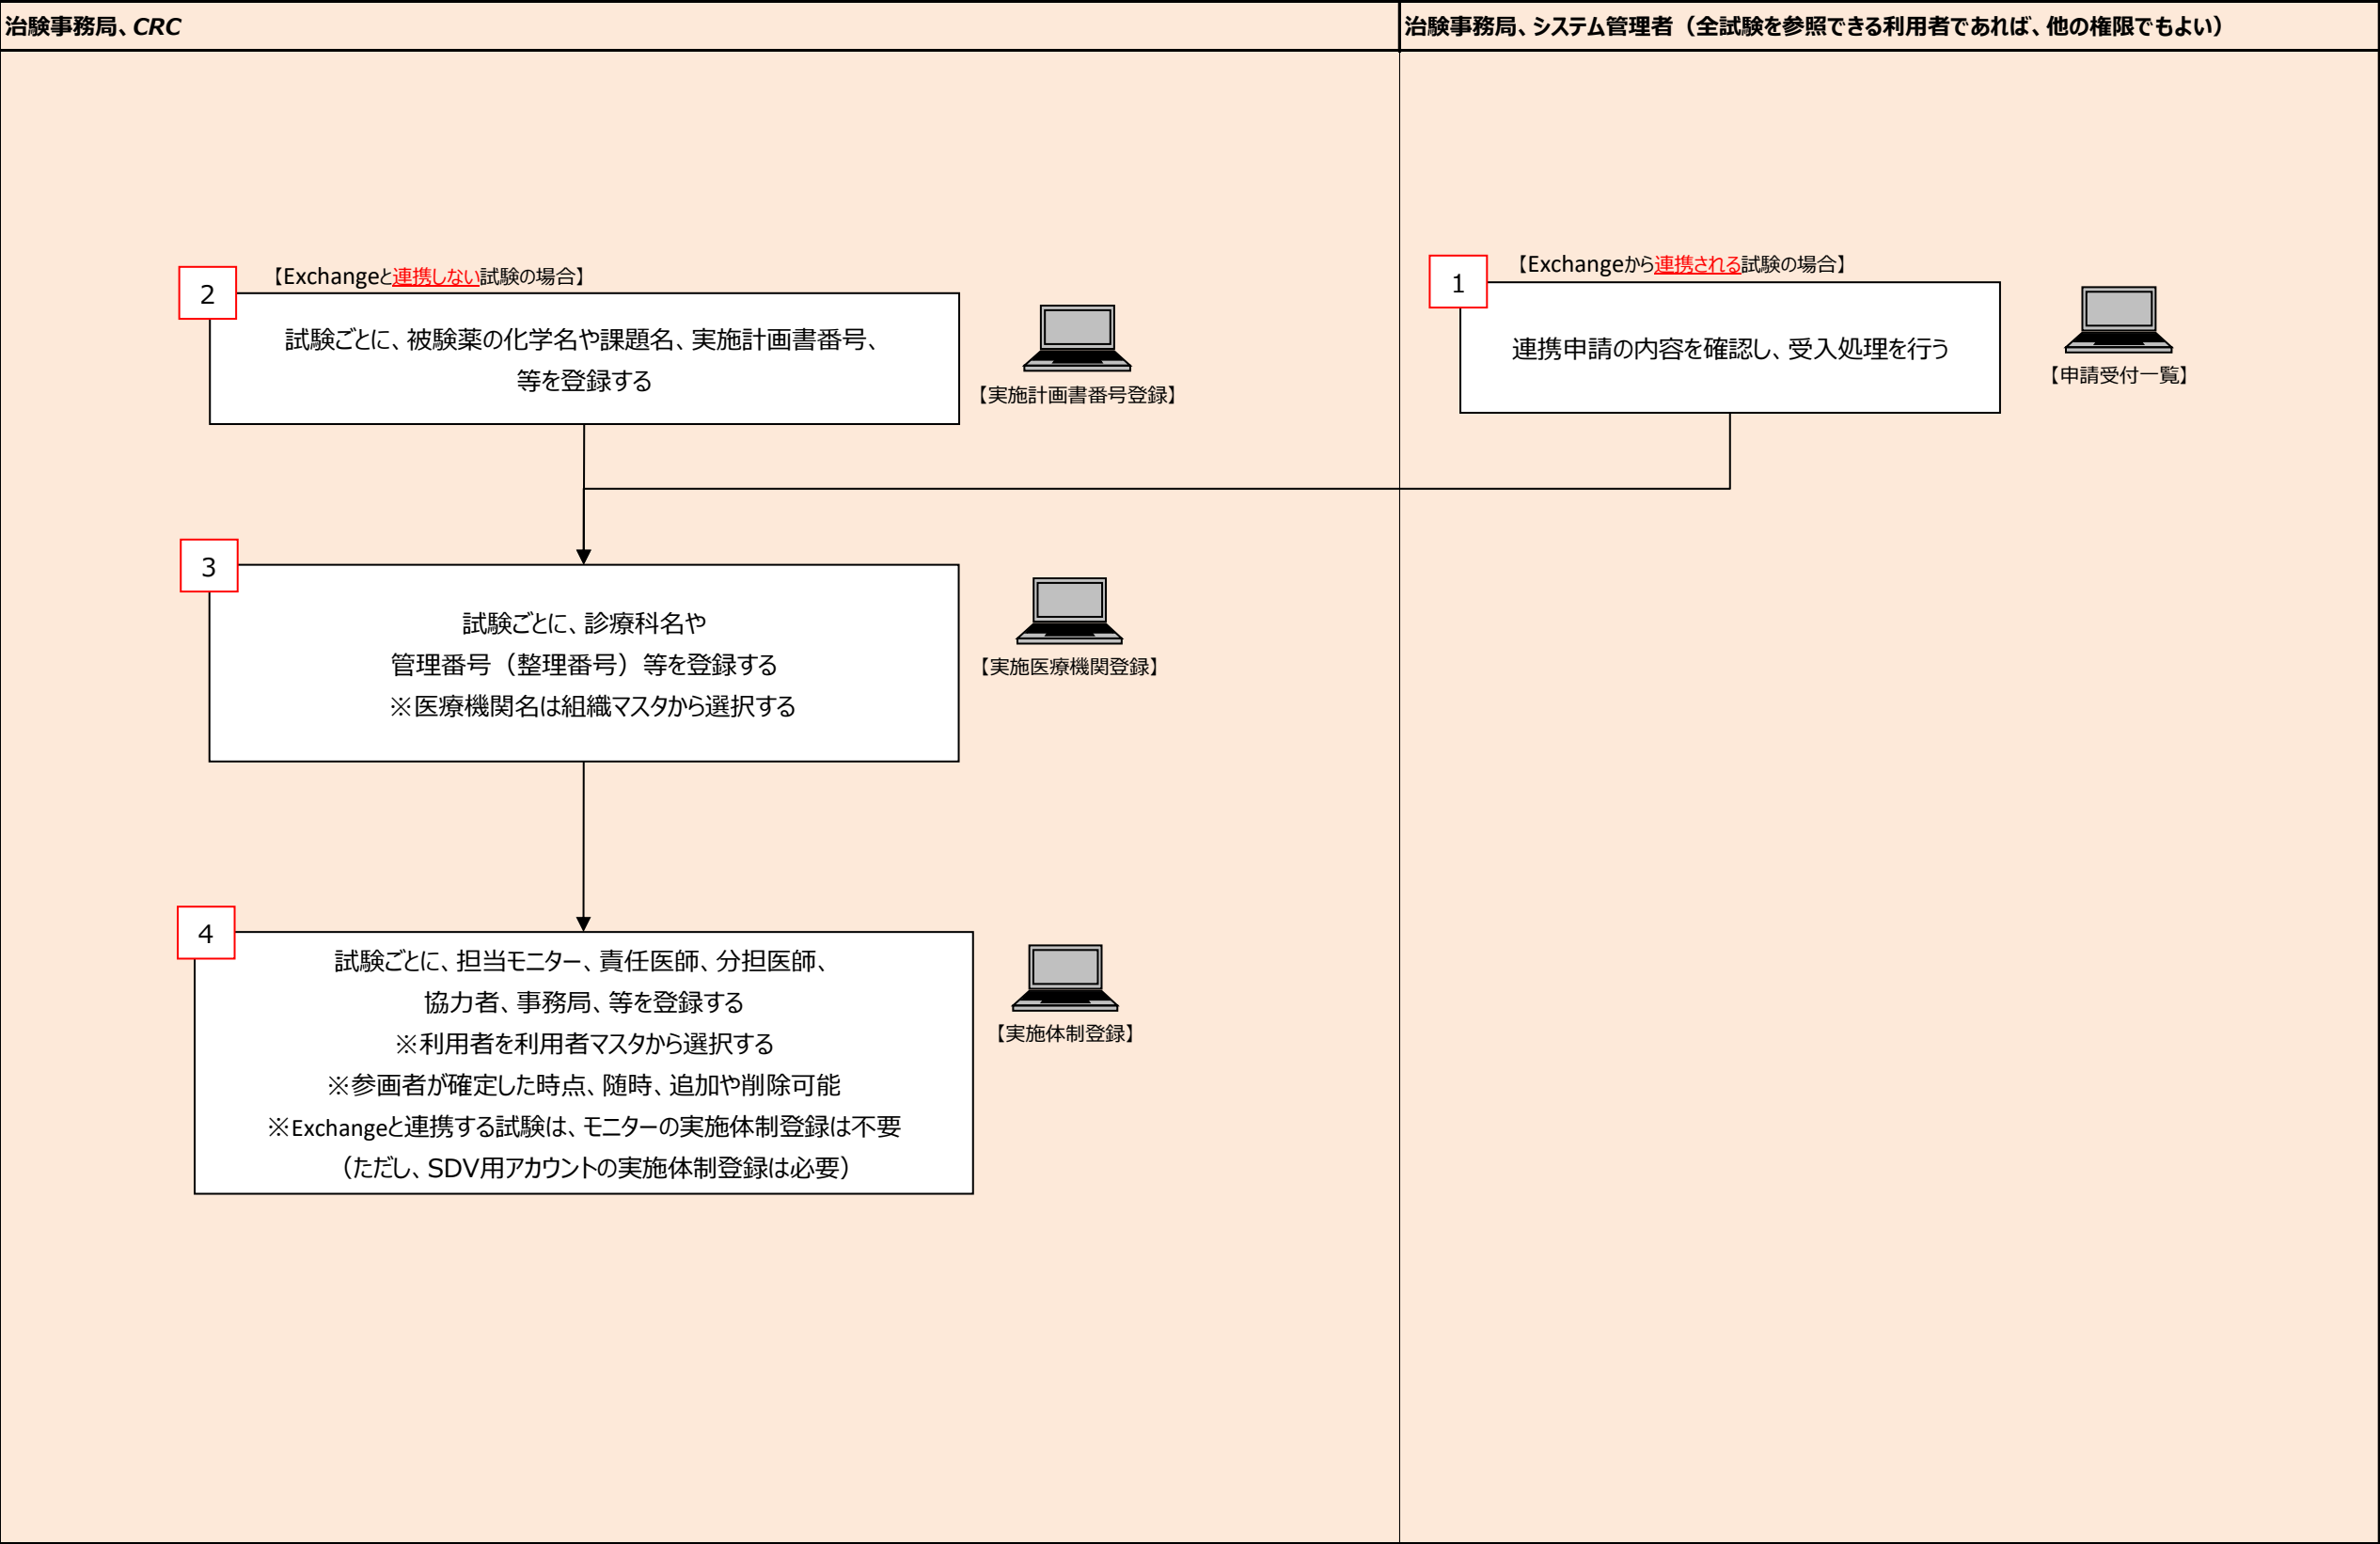 治験事務局、CRC
治験事務局、システム管理者（全試験を参照できる利用者であれば、他の権限でもよい）
2
【Exchangeと連携しない試験の場合】
試験ごとに、被験薬の化学名や課題名、実施計画書番号、
等を登録する
【実施計画書番号登録】
1
【Exchangeから連携される試験の場合】
連携申請の内容を確認し、受入処理を行う
【申請受付一覧】
3
試験ごとに、診療科名や
管理番号（整理番号）等を登録する
※医療機関名は組織マスタから選択する
【実施医療機関登録】
4
試験ごとに、担当モニター、責任医師、分担医師、
協力者、事務局、等を登録する
※利用者を利用者マスタから選択する
※参画者が確定した時点、随時、追加や削除可能
※Exchangeと連携する試験は、モニターの実施体制登録は不要
（ただし、SDV用アカウントの実施体制登録は必要）
【実施体制登録】